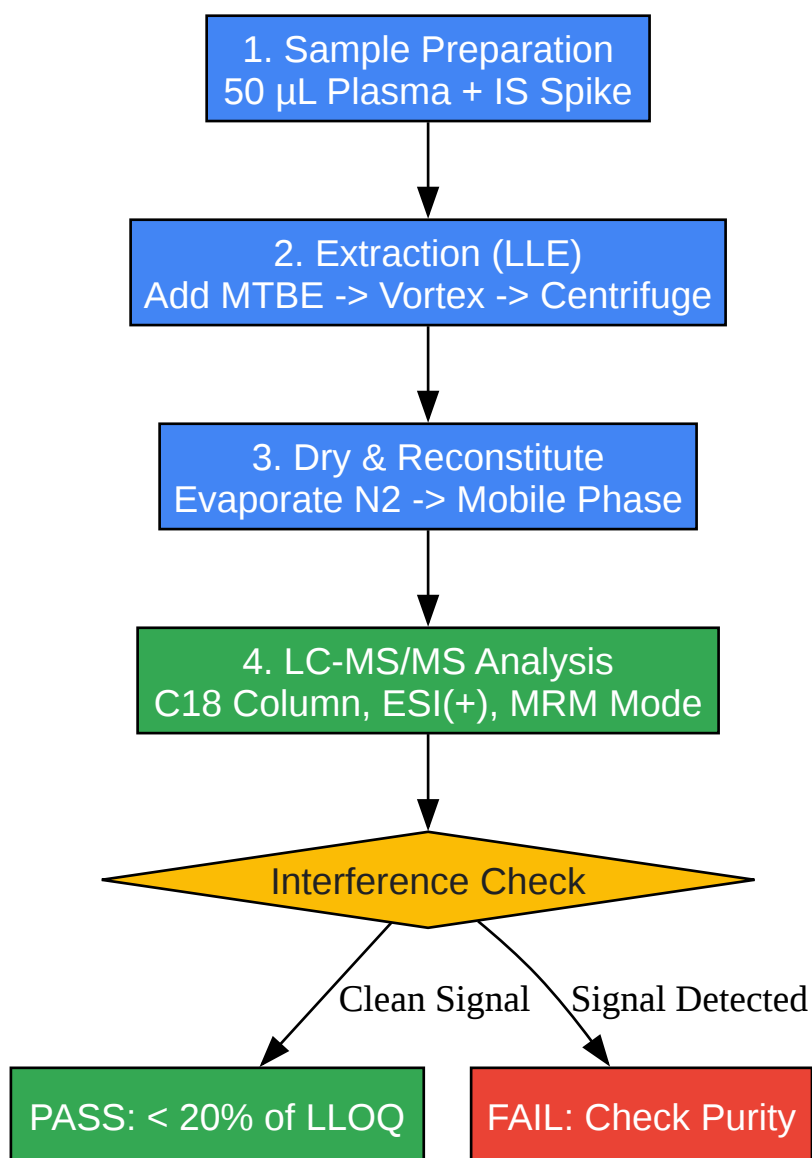 1. Sample Preparation
50 µL Plasma + IS Spike
2. Extraction (LLE)
Add MTBE -> Vortex -> Centrifuge
3. Dry & Reconstitute
Evaporate N2 -> Mobile Phase
4. LC-MS/MS Analysis
C18 Column, ESI(+), MRM Mode
Interference Check
Clean Signal
Signal Detected
PASS: < 20% of LLOQ
FAIL: Check Purity